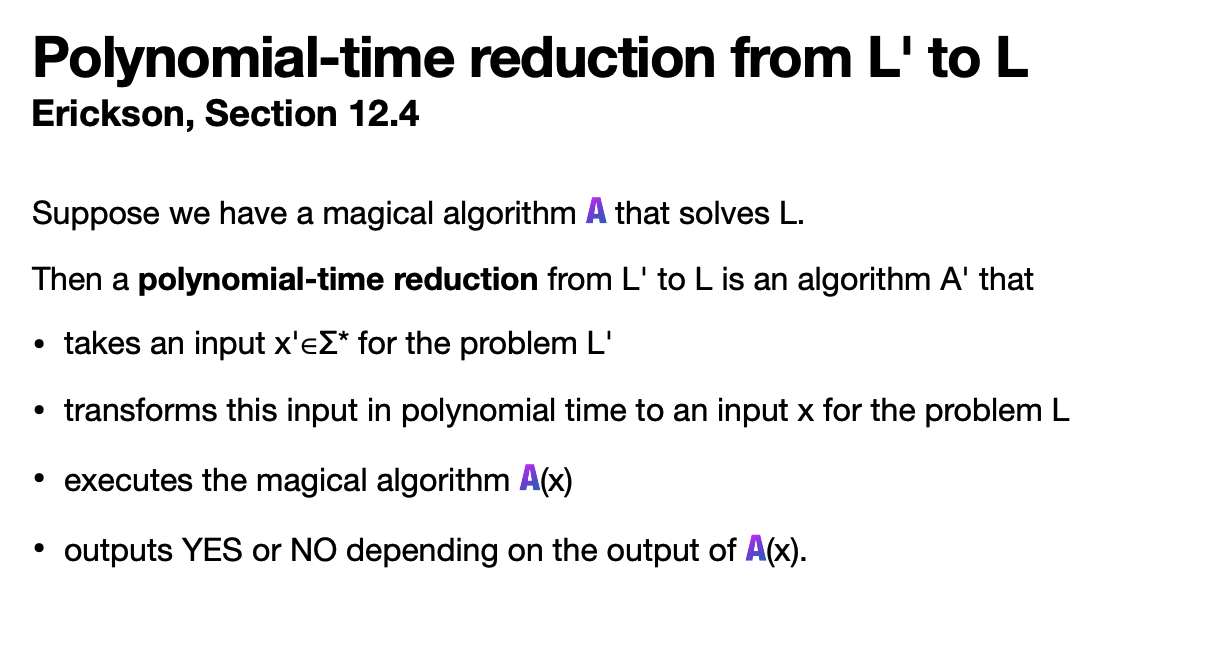 Polynomial-time reduction from L' to L
Erickson, Section 12.4
Suppose we have a magical algorithm A that solves L.
Then a polynomial-time reduction from L' to L is an algorithm A' that
• takes an input x'∈Σ* for the problem L'
• transforms this input in polynomial time to an input x for the problem L
• executes the magical algorithm A(x)
• outputs YES or NO depending on the output of A(x).